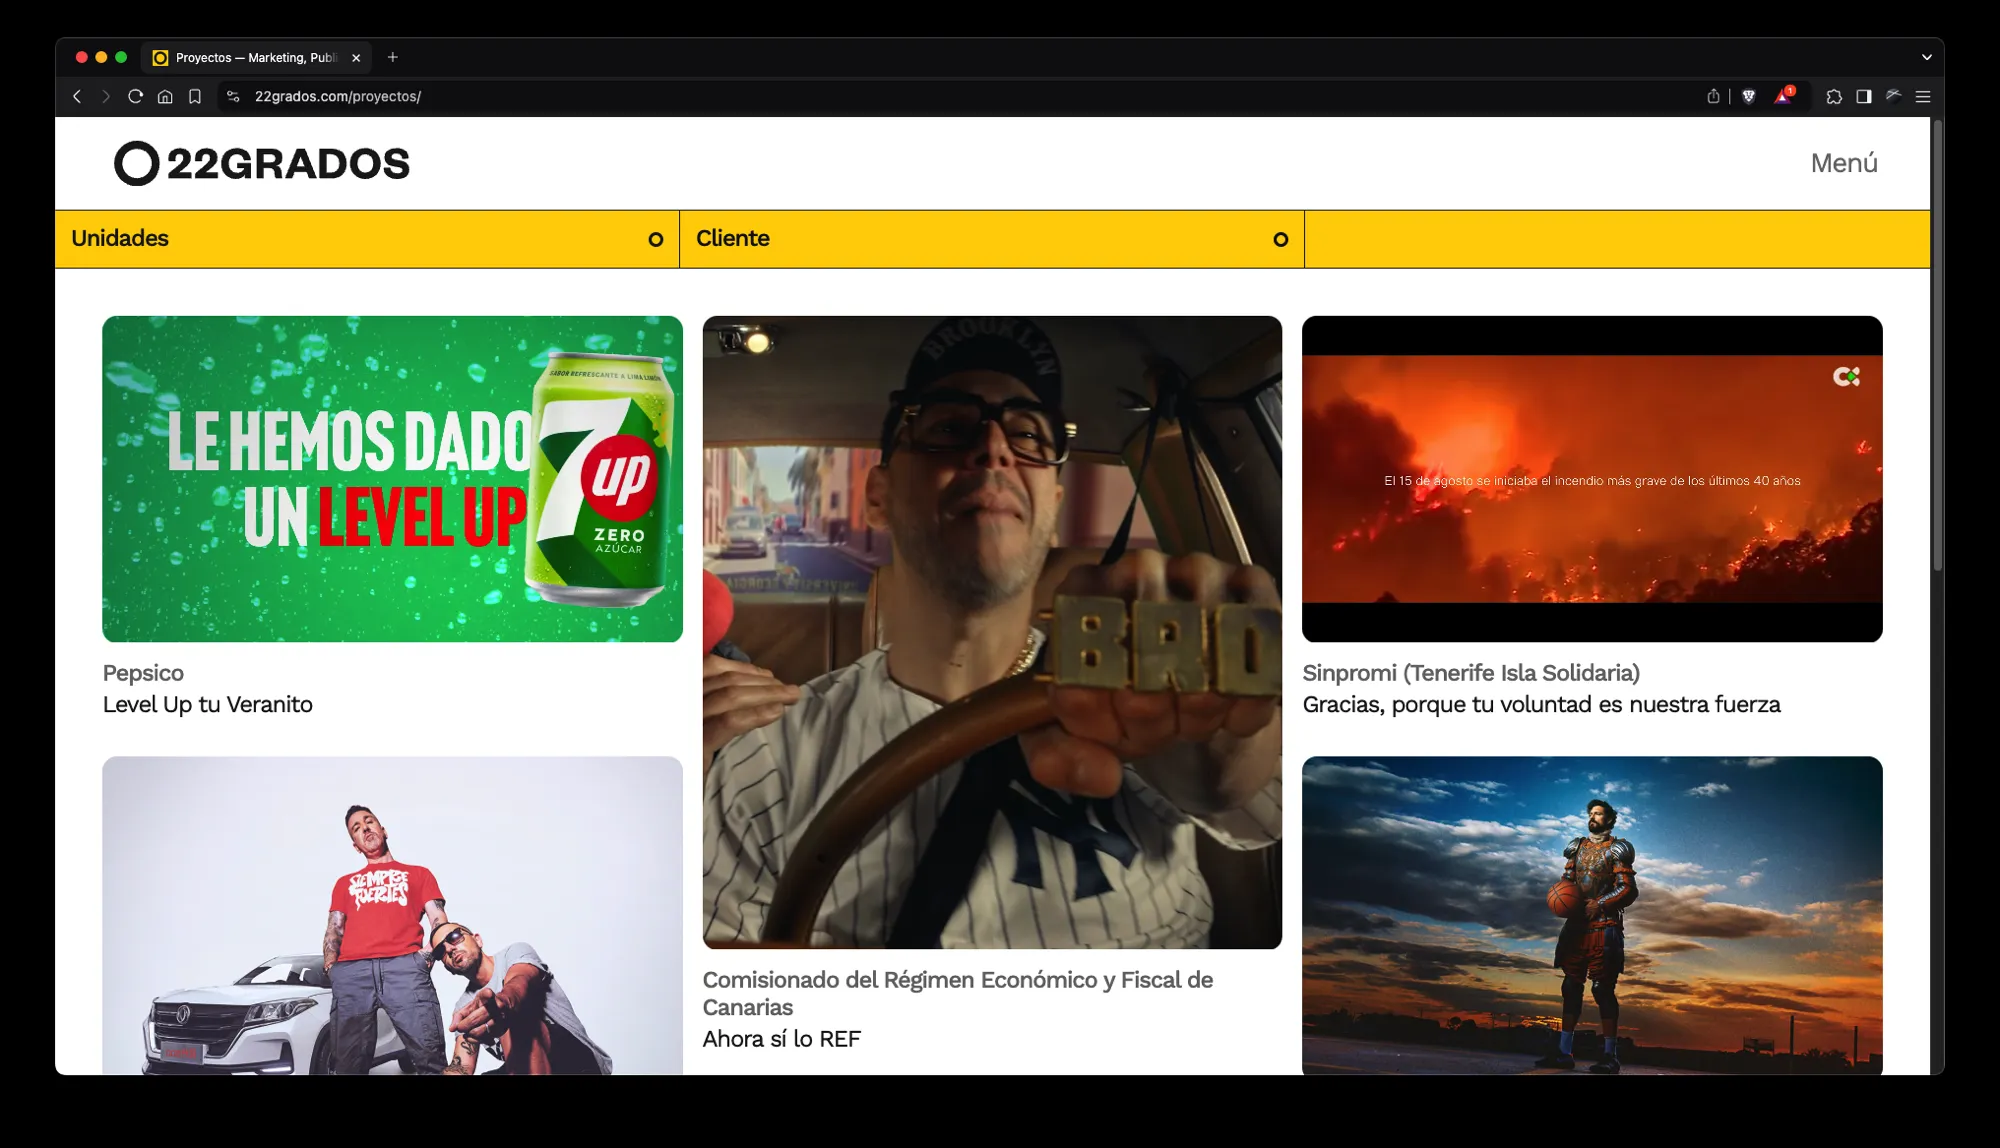 Proyectos — Marketing, Publi
22grados.com/proyectos/
1
22GRADOS
Menú
Unidades
Cliente
SABOR REFRESCANTE A LIMA LIMÓN
LE HEMOS DADO
UN LEVEL UP
7up
ZERO
AZÚCAR
Pepsico
Level Up tu Veranito
BROOKLYN
BRO
Comisionado del Régimen Económico y Fiscal de
Canarias
Ahora sí lo REF
El 15 de agosto se iniciaba el incendio más grave de los últimos 40 años
Sinpromi (Tenerife Isla Solidaria)
Gracias, porque tu voluntad es nuestra fuerza
SIEMPRE
FUERTES